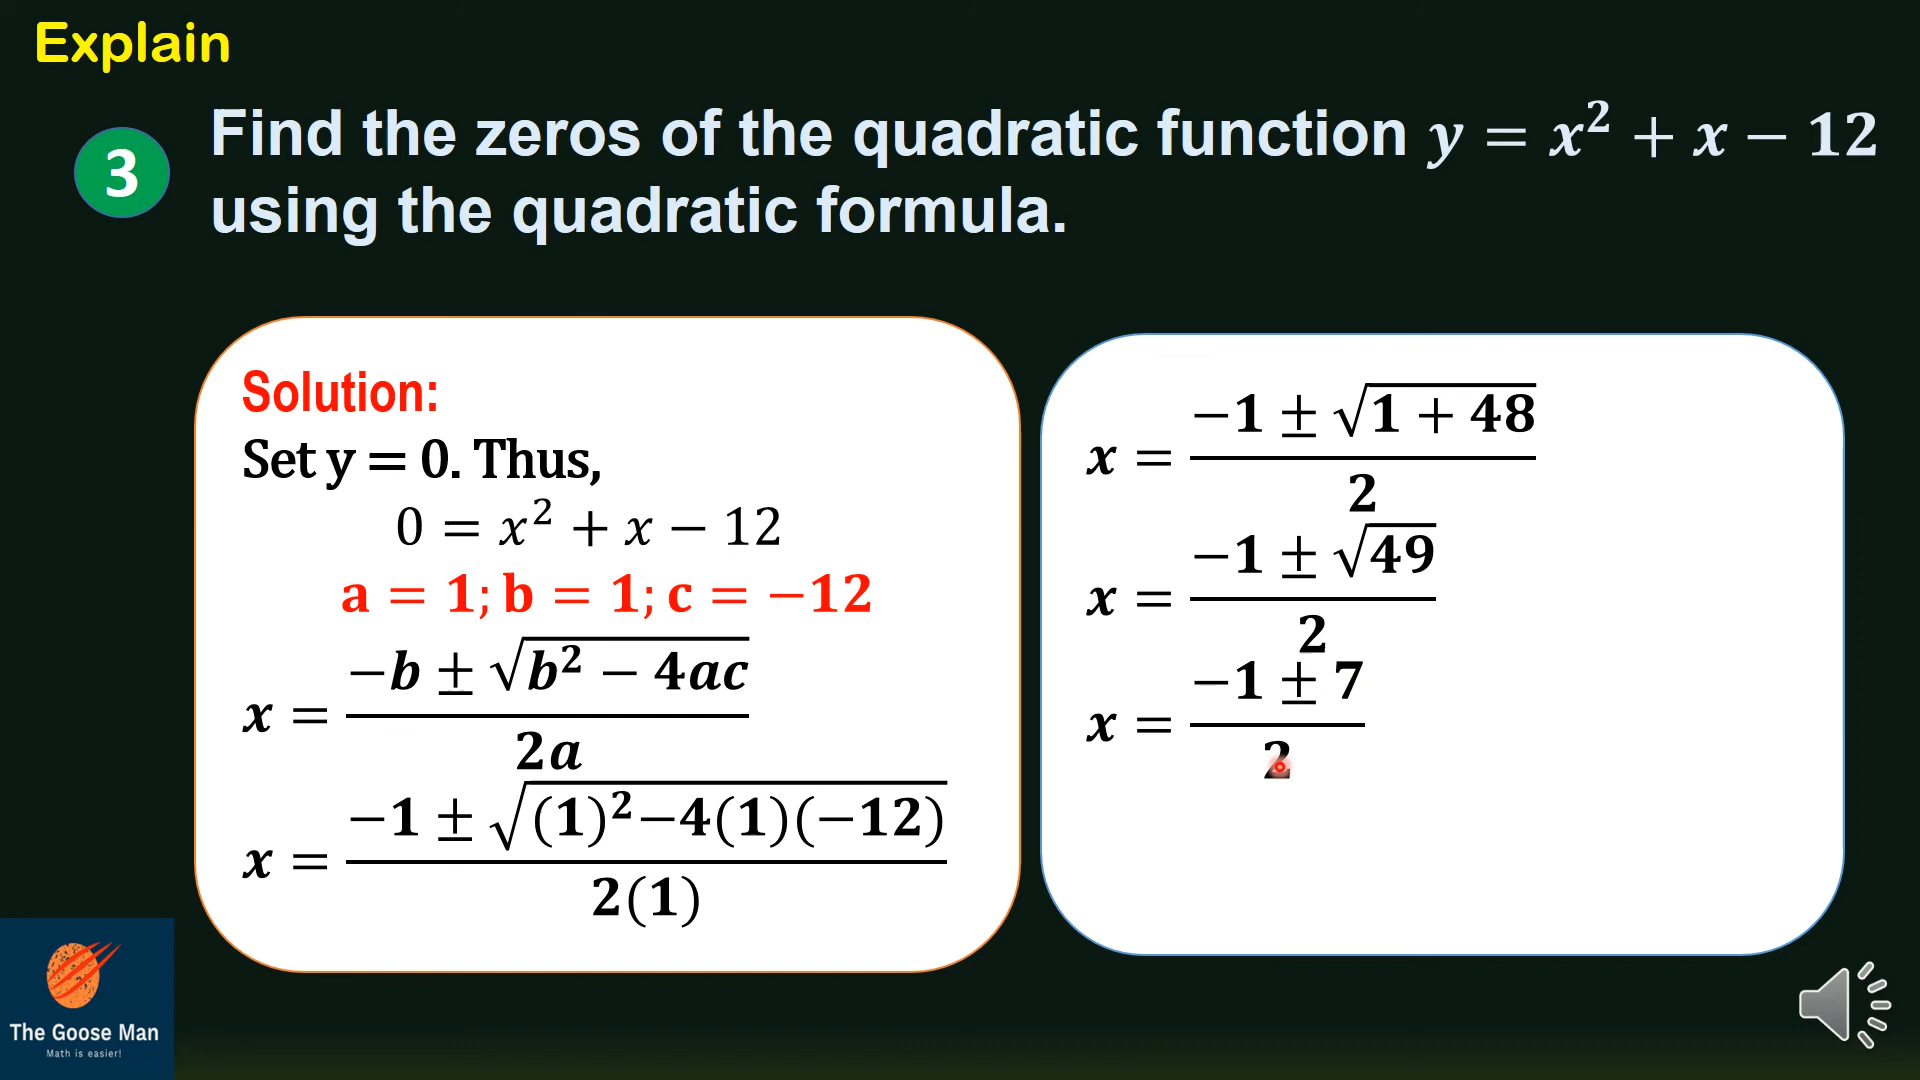 Explain
3
Find the zeros of the quadratic function y = x² + x − 12
using the quadratic formula.
Solution:
Set y = 0. Thus,
0 = x² + x − 12
a = 1; b = 1; c = −12
x = (−b ± √(b² − 4ac)) / 2a
x = (−1 ± √((1)²−4(1)(−12))) / 2(1)
x = (−1 ± √(1 + 48)) / 2
x = (−1 ± √49) / 2
x = (−1 ± 7) / 2
The Goose Man
Math is easier!